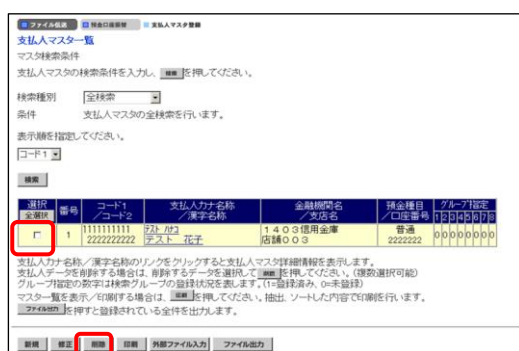 ファイル伝送 預金口座振替 支払人マスタ登録
支払人マスター覧
マスタ検索条件
支払人マスタの検索条件を入力し、 検索 を押してください。
検索種別 全検索
条件 支払人マスタの全検索を行います。
表示順を指定してください。
コード1
検索
選択 番号 コード1 支払人カナ名称 金融機関名 預金種目 グループ指定
全選択 /コード2 /漢字名称 /支店名 /口座番号 1 2 3 4 5 6 7 8
1 1111111111 テスト ハナコ 1403信用金庫 普通 0 0 0 0 0 0 0 0
2222222222 テスト 花子 店舗003 2222222
支払人カナ名称/漢字名称のリンクをクリックすると支払人マスタ詳細情報を表示します。
支払人データを削除する場合は、削除するデータを選択して 削除 を押してください。(複数選択可能)
グループ指定の数字は検索グループの登録状況を表します。(1=登録済み、0=未登録)
マスター覧を表示/印刷する場合は、 印刷 を押してください。抽出、ソートした内容で印刷を行います。
ファイル出力 を押すと登録されている全件を出力します。
新規 修正 削除 印刷 外部ファイル入力 ファイル出力